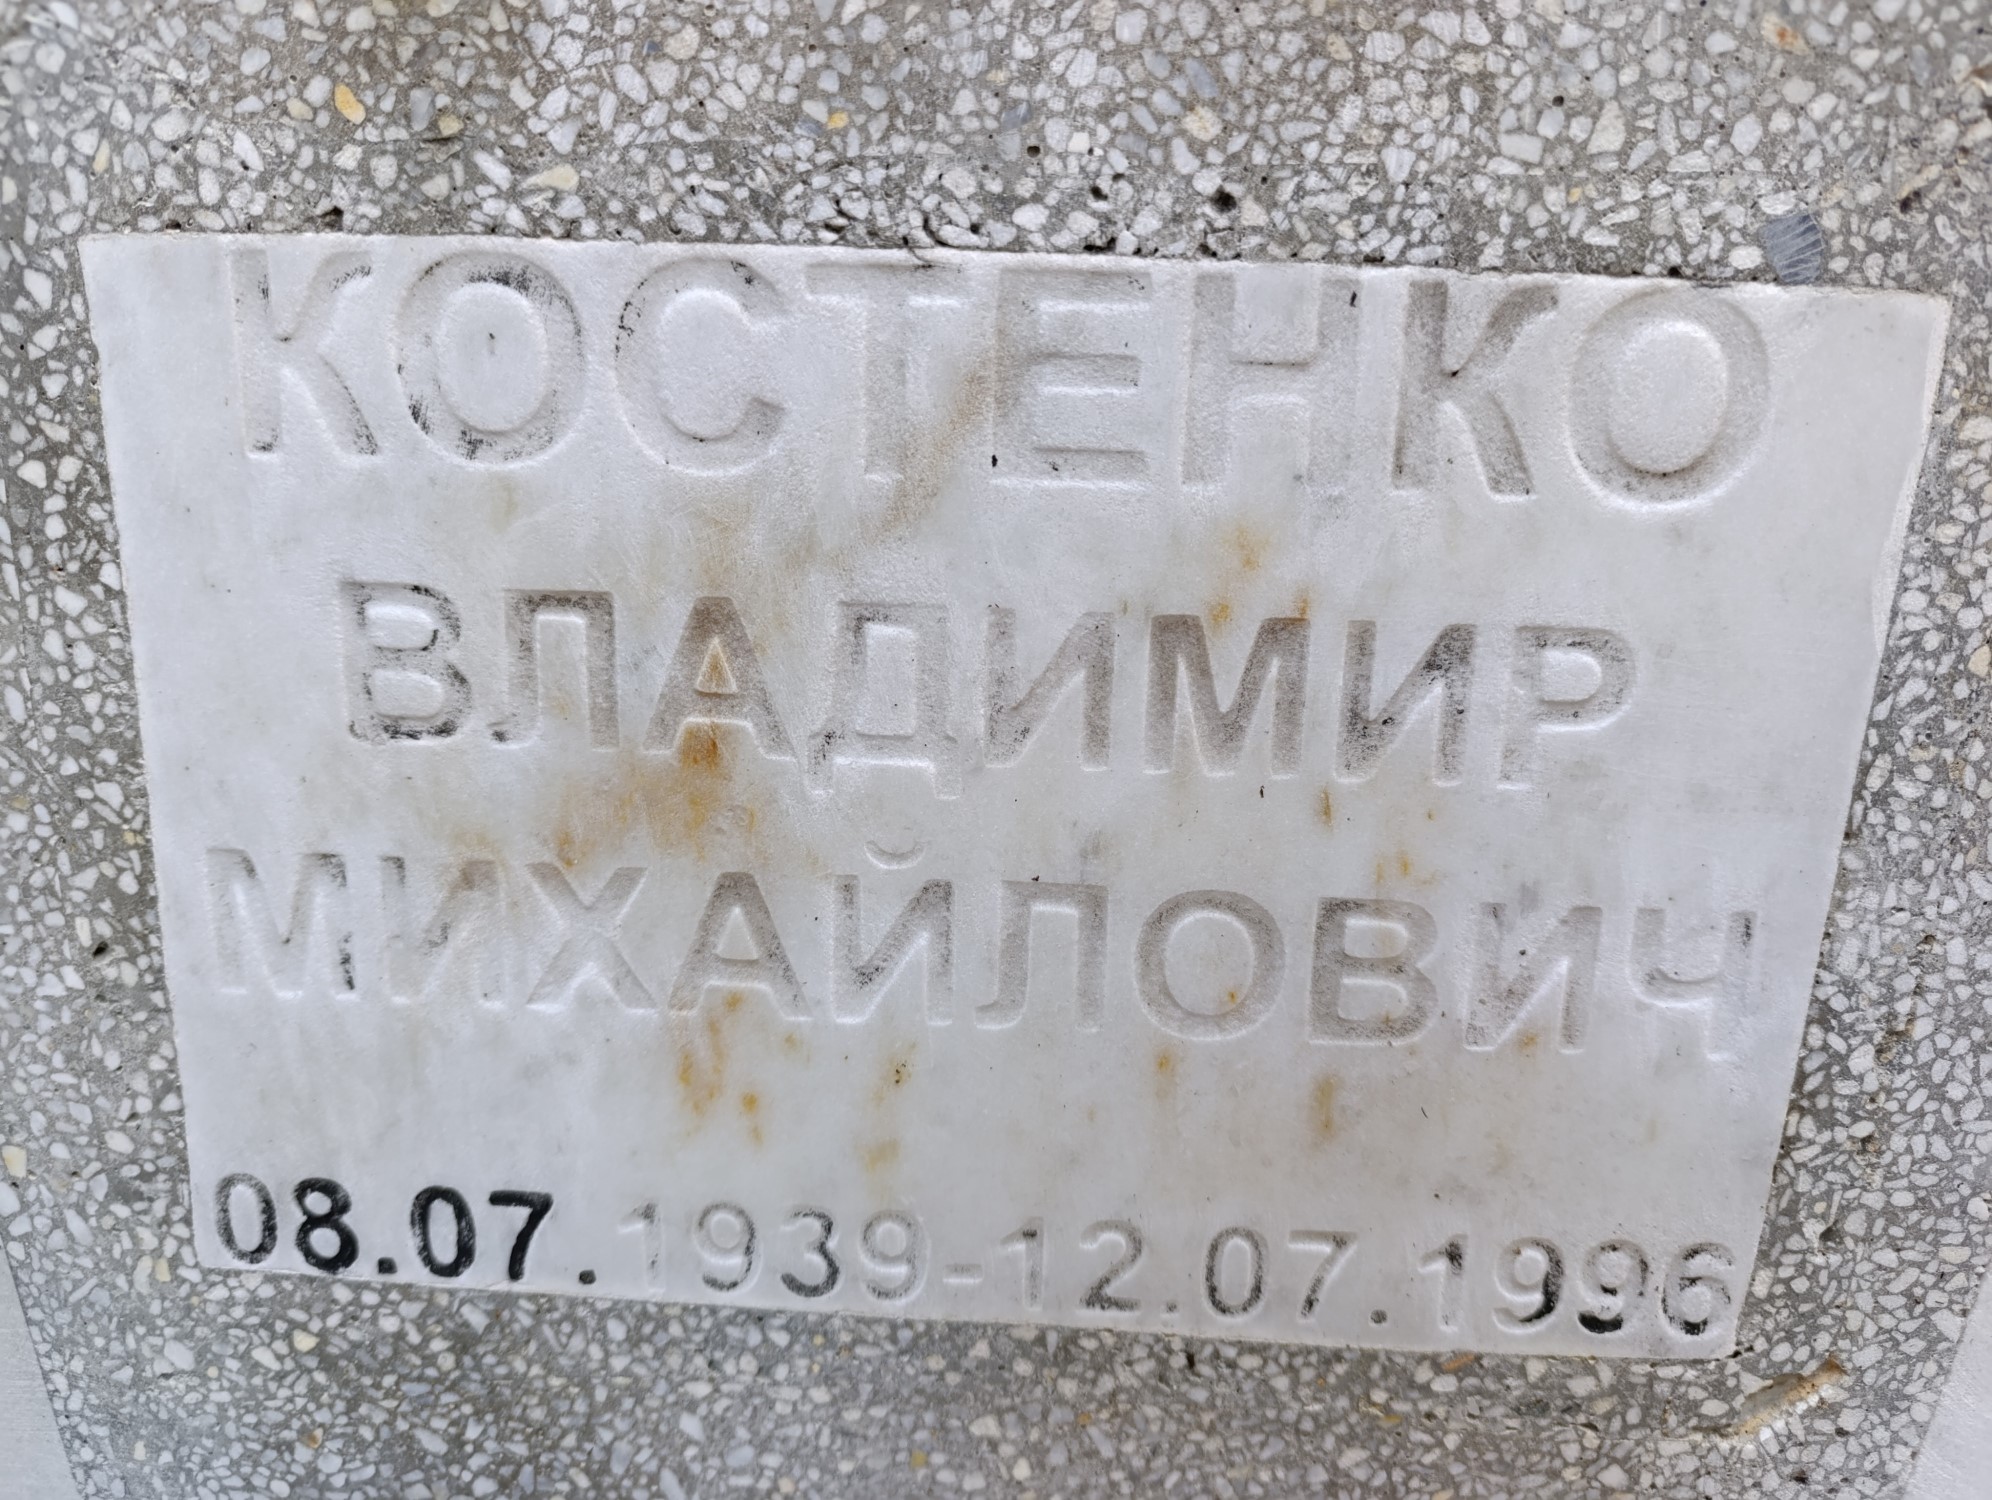 КОСТЕНКО
ВЛАДИМИР
МИХАЙЛОВИЧ
08.07.1939-12.07.1996